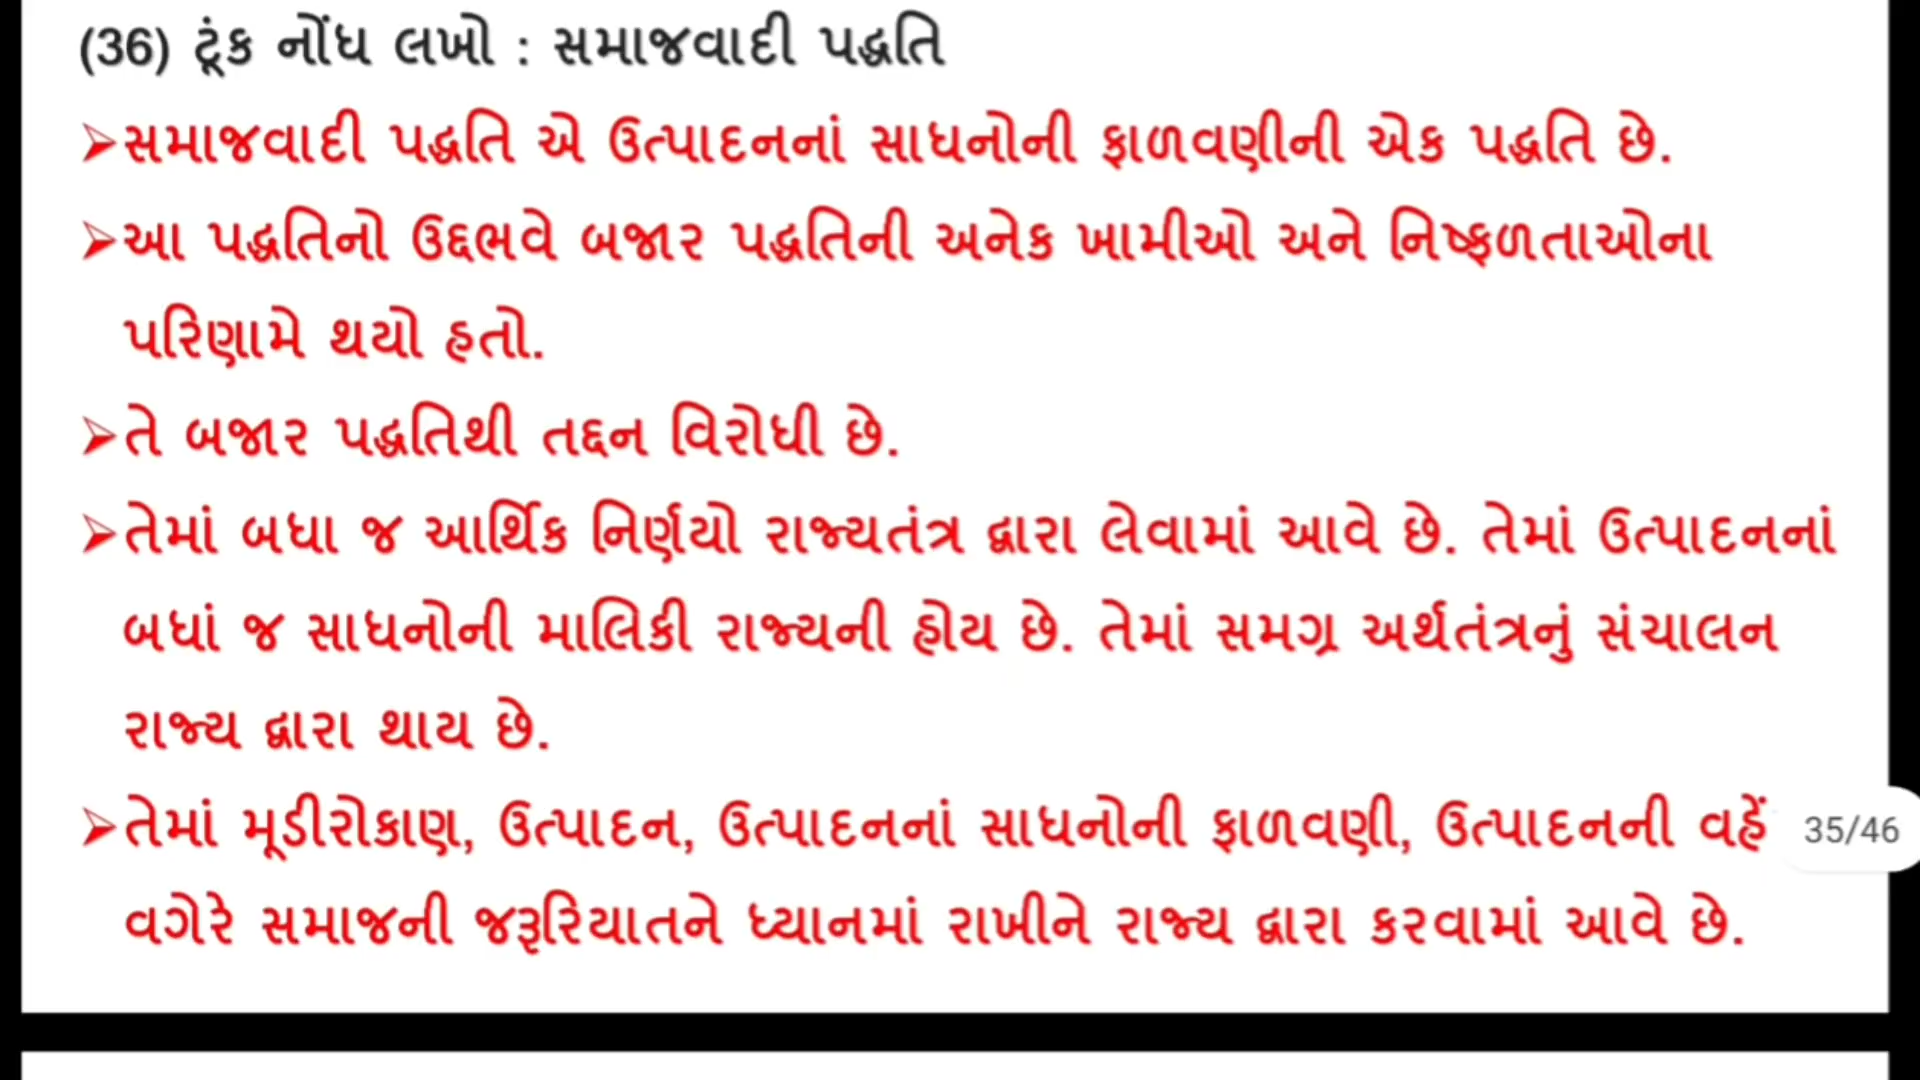 (36) ટૂંક નોંધ લખો : સમાજવાદી પદ્ધતિ
➢સમાજવાદી પદ્ધતિ એ ઉત્પાદનનાં સાધનોની ફાળવણીની એક પદ્ધતિ છે.
➢આ પદ્ધતિનો ઉદ્દભવે બજાર પદ્ધતિની અનેક ખામીઓ અને નિષ્ફળતાઓના
પરિણામે થયો હતો.
➢તે બજાર પદ્ધતિથી તદ્દન વિરોધી છે.
➢તેમાં બધા જ આર્થિક નિર્ણયો રાજ્યતંત્ર દ્વારા લેવામાં આવે છે. તેમાં ઉત્પાદનનાં
બધાં જ સાધનોની માલિકી રાજ્યની હોય છે. તેમાં સમગ્ર અર્થતંત્રનું સંચાલન
રાજ્ય દ્વારા થાય છે.
➢તેમાં મૂડીરોકાણ, ઉત્પાદન, ઉત્પાદનનાં સાધનોની ફાળવણી, ઉત્પાદનની
35/46
વગેરે સમાજની જરૂરિયાતને ધ્યાનમાં રાખીને રાજ્ય દ્વારા કરવામાં આવે છે.